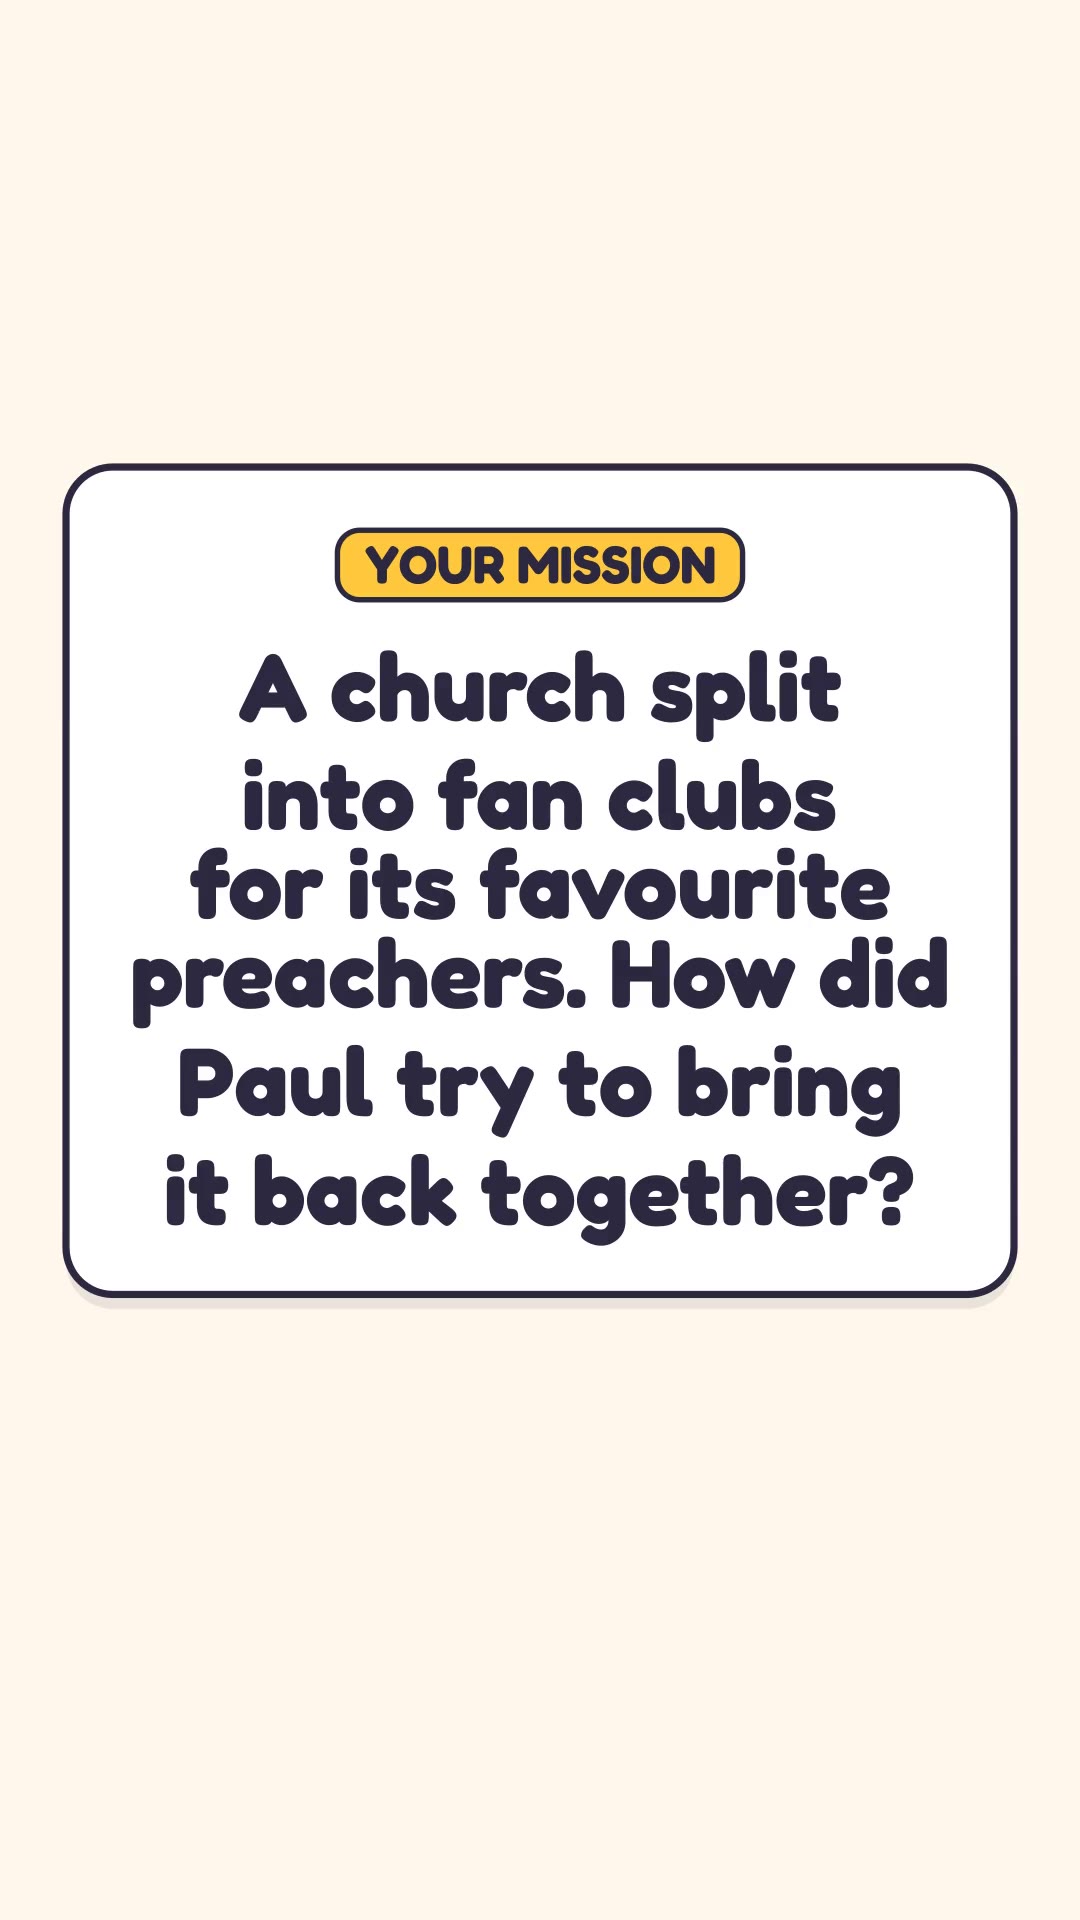 YOUR MISSION
A church split
into fan clubs
for its favourite
preachers. How did
Paul try to bring
it back together?